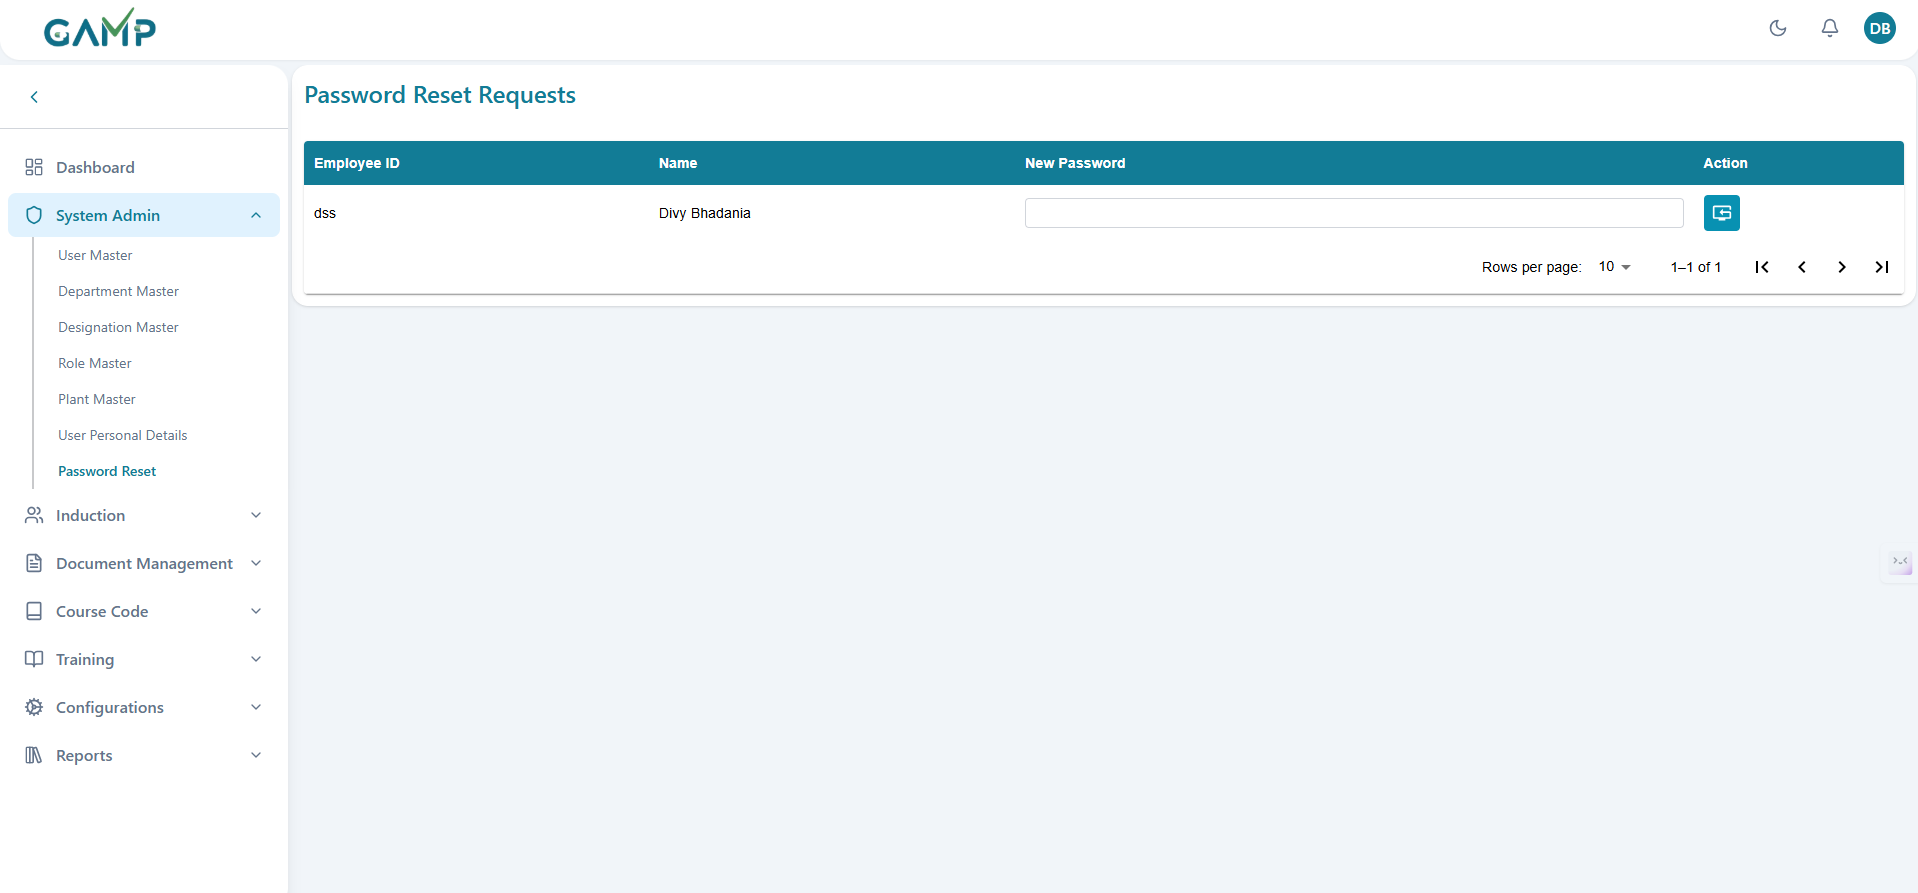 GAMP
DB
Password Reset Requests
Dashboard
System Admin
User Master
Department Master
Designation Master
Role Master
Plant Master
User Personal Details
Password Reset
Induction
Document Management
Course Code
Training
Configurations
Reports
Employee ID Name New Password Action
dss Divy Bhadania
Rows per page: 10 1–1 of 1